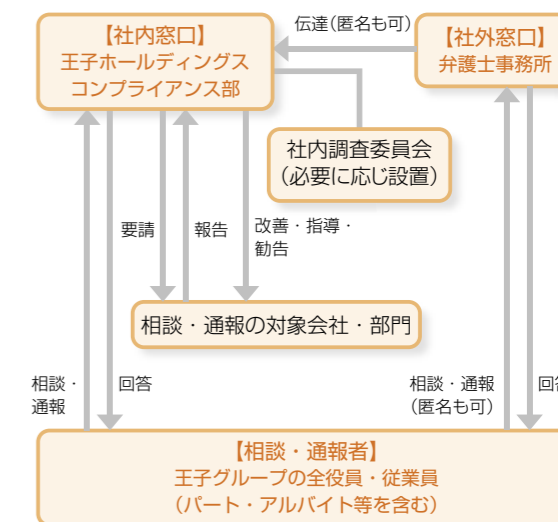 【社内窓口】
王子ホールディングス
コンプライアンス部
伝達(匿名も可)
【社外窓口】
弁護士事務所
社内調査委員会
(必要に応じ設置)
要請
報告
改善・指導・
勧告
相談・通報の対象会社・部門
相談・
通報
回答
相談・通報
(匿名も可)
回答
【相談・通報者】
王子グループの全役員・従業員
(パート・アルバイト等を含む)